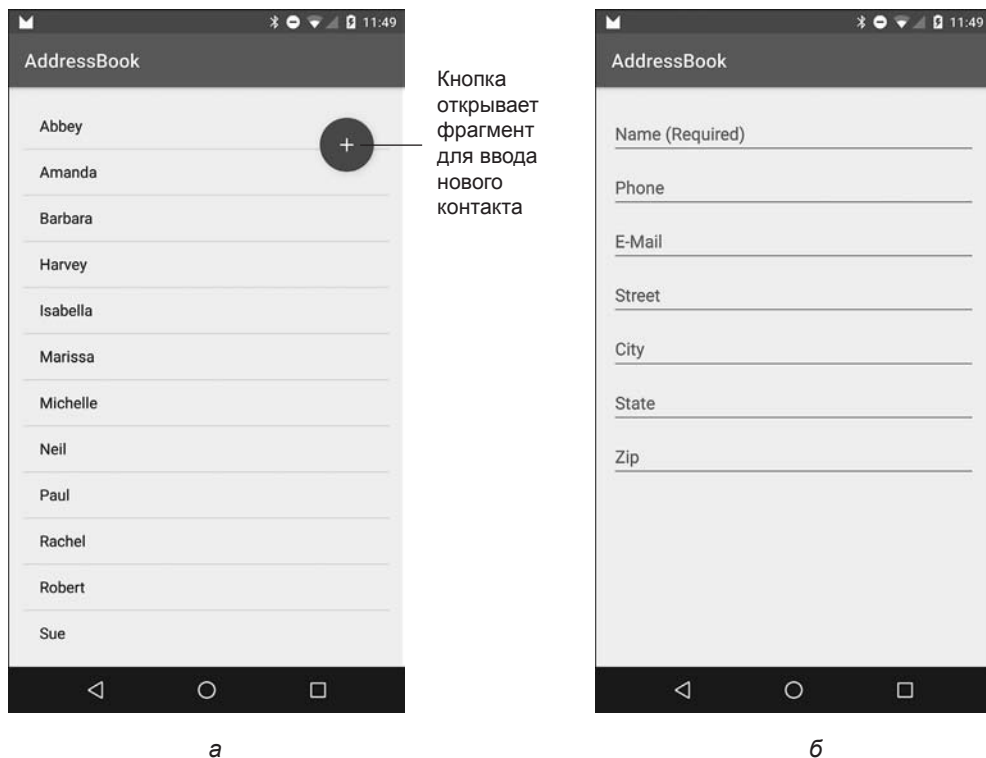 11:49
AddressBook
Abbey
+
Amanda
Barbara
Harvey
Isabella
Marissa
Michelle
Neil
Paul
Rachel
Robert
Sue
Кнопка
открывает
фрагмент
для ввода
нового
контакта
11:49
AddressBook
Name (Required)
Phone
E-Mail
Street
City
State
Zip
а
б